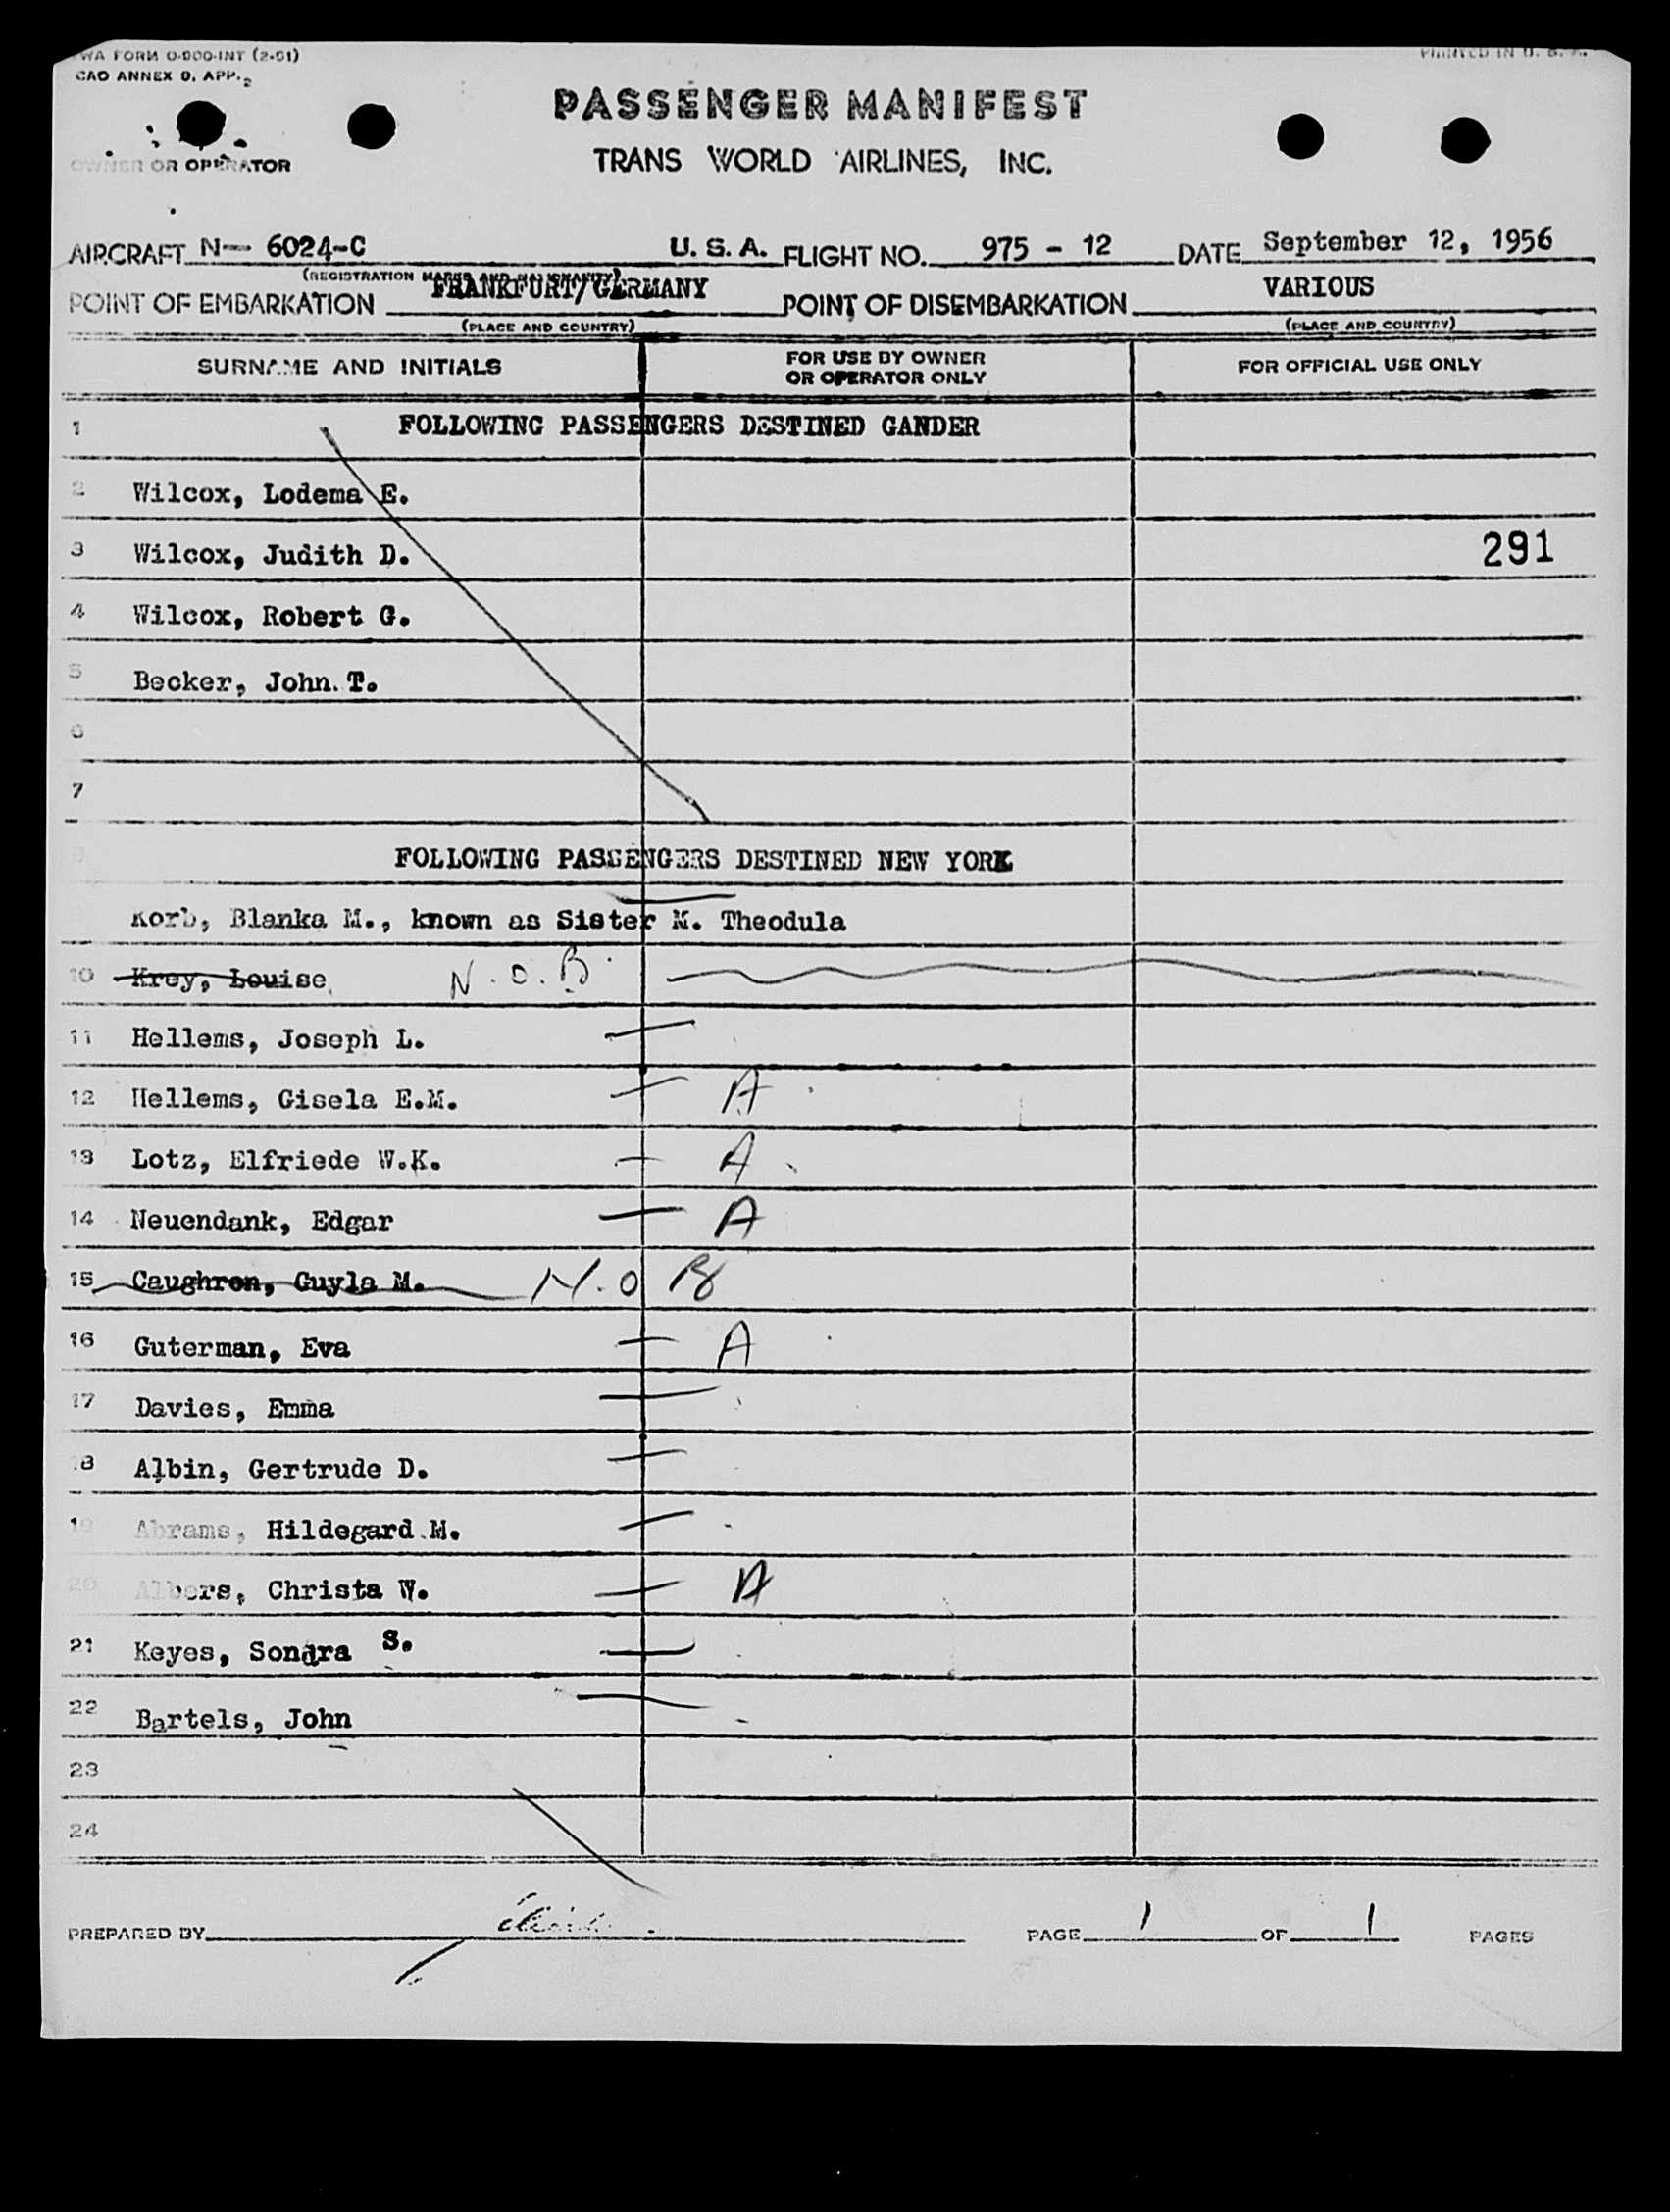 WA FORM O-800-INT (2-51)
CAO ANNEX 9, APP. 2
PRINTED IN U. S. A.
PASSENGER MANIFEST
OWNER OR OPERATOR
TRANS WORLD AIRLINES, INC.
AIRCRAFT N— 6024-C U. S. A. FLIGHT NO. 975 - 12 DATE September 12, 1956
(REGISTRATION MARKS AND NATIONALITY)
POINT OF EMBARKATION FRANKFURT/GERMANY POINT OF DISEMBARKATION VARIOUS
(PLACE AND COUNTRY) (PLACE AND COUNTRY)
SURNAME AND INITIALS FOR USE BY OWNER OR OPERATOR ONLY FOR OFFICIAL USE ONLY
1 FOLLOWING PASSENGERS DESTINED GANDER
2 Wilcox, Lodema E.
3 Wilcox, Judith D. 291
4 Wilcox, Robert G.
5 Becker, John. T.
6
7
FOLLOWING PASSENGERS DESTINED NEW YORK
Korb, Blanka M., known as Sister M. Theodula
10 Krey, Louise N.O.B.
11 Hellems, Joseph L.
12 Hellems, Gisela E.M. A
13 Lotz, Elfriede W.K. A
14 Neuendank, Edgar A
15 Caughron, Guyla M. N.O B
16 Guterman, Eva A
17 Davies, Emma
18 Albin, Gertrude D.
19 Abrams, Hildegard M.
20 Albers, Christa W. A
21 Keyes, Sondra S.
22 Bartels, John
23
24
PREPARED BY PAGE 1 OF 1 PAGES